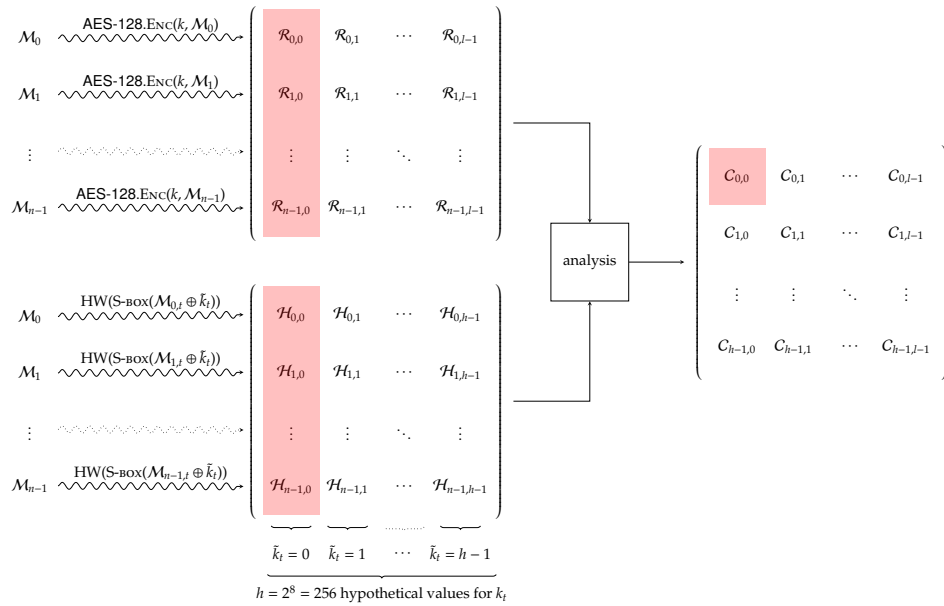 AES-128.Enc(k, M₀)
M₀ R₀,₀ R₀,₁ ⋯ R₀,ₗ₋₁
AES-128.Enc(k, M₁)
M₁ R₁,₀ R₁,₁ ⋯ R₁,ₗ₋₁
⋮ ⋮ ⋮ ⋱ ⋮
AES-128.Enc(k, Mₙ₋₁)
Mₙ₋₁ Rₙ₋₁,₀ Rₙ₋₁,₁ ⋯ Rₙ₋₁,ₗ₋₁
analysis
C₀,₀ C₀,₁ ⋯ C₀,ₗ₋₁
C₁,₀ C₁,₁ ⋯ C₁,ₗ₋₁
⋮ ⋮ ⋱ ⋮
Cₕ₋₁,₀ Cₕ₋₁,₁ ⋯ Cₕ₋₁,ₗ₋₁
HW(S-box(M₀,ₜ ⊕ k̃ₜ))
M₀ H₀,₀ H₀,₁ ⋯ H₀,ₕ₋₁
HW(S-box(M₁,ₜ ⊕ k̃ₜ))
M₁ H₁,₀ H₁,₁ ⋯ H₁,ₕ₋₁
⋮ ⋮ ⋮ ⋱ ⋮
HW(S-box(Mₙ₋₁,ₜ ⊕ k̃ₜ))
Mₙ₋₁ Hₙ₋₁,₀ Hₙ₋₁,₁ ⋯ Hₙ₋₁,ₕ₋₁
k̃ₜ = 0 k̃ₜ = 1 ⋯ k̃ₜ = h − 1
h = 2⁸ = 256 hypothetical values for kₜ